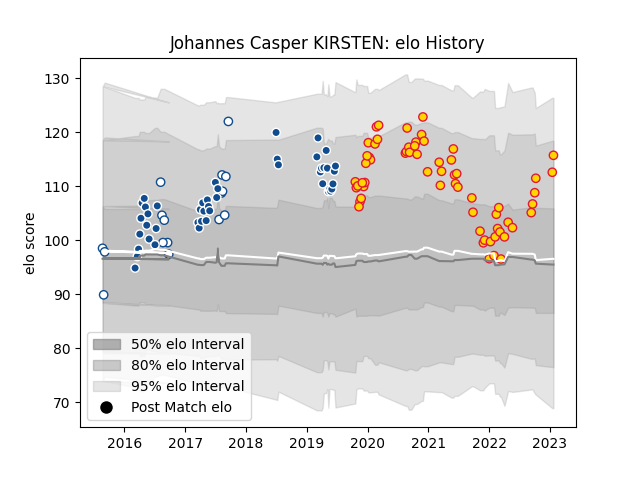 Johannes Casper KIRSTEN: elo History
elo score
130
120
110
100
90
80
70
50% elo Interval
80% elo Interval
95% elo Interval
Post Match elo
2016
2017
2018
2019
2020
2021
2022
2023